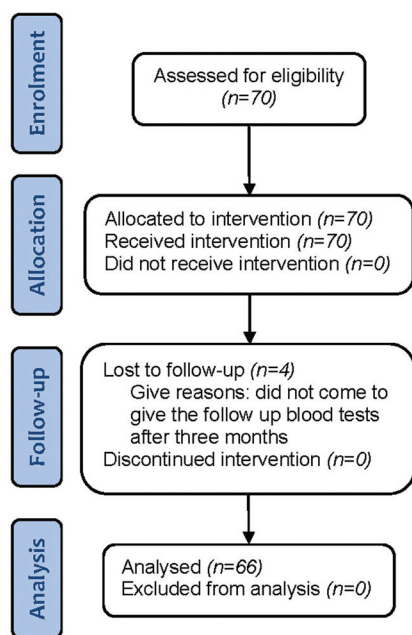 Enrolment
Assessed for eligibility
(n=70)
Allocation
Allocated to intervention (n=70)
Received intervention (n=70)
Did not receive intervention (n=0)
Follow-up
Lost to follow-up (n=4)
Give reasons: did not come to
give the follow up blood tests
after three months
Discontinued intervention (n=0)
Analysis
Analysed (n=66)
Excluded from analysis (n=0)